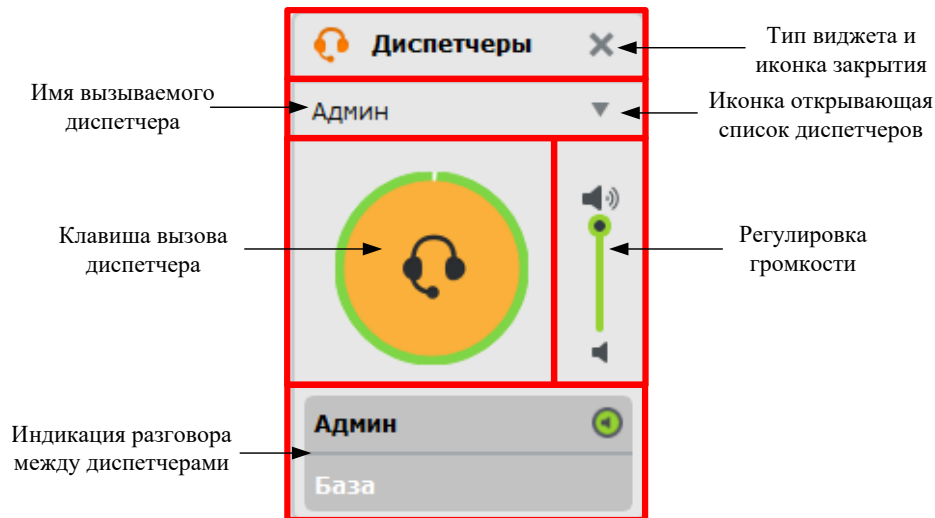 Диспетчеры
Тип виджета и
иконка закрытия
Имя вызываемого
диспетчера
Админ
Иконка открывающая
список диспетчеров
Клавиша вызова
диспетчера
Регулировка
громкости
Индикация разговора
между диспетчерами
Админ
База